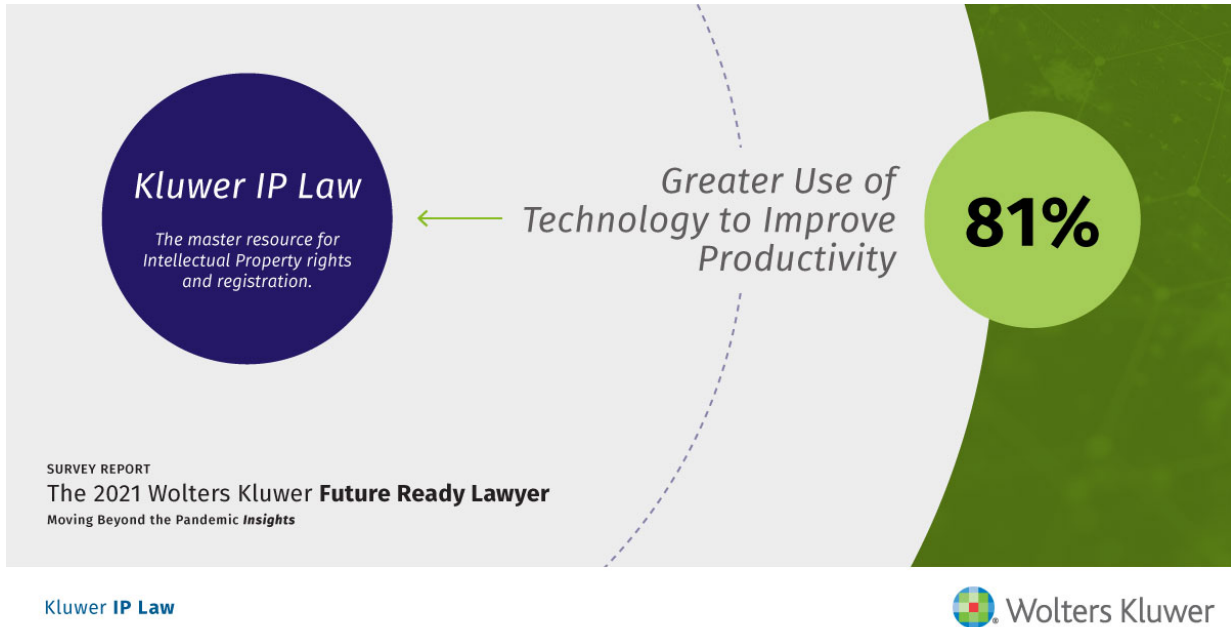 Kluwer IP Law
The master resource for
Intellectual Property rights
and registration.
Greater Use of
Technology to Improve
Productivity
81%
SURVEY REPORT
The 2021 Wolters Kluwer Future Ready Lawyer
Moving Beyond the Pandemic Insights
Kluwer IP Law
Wolters Kluwer